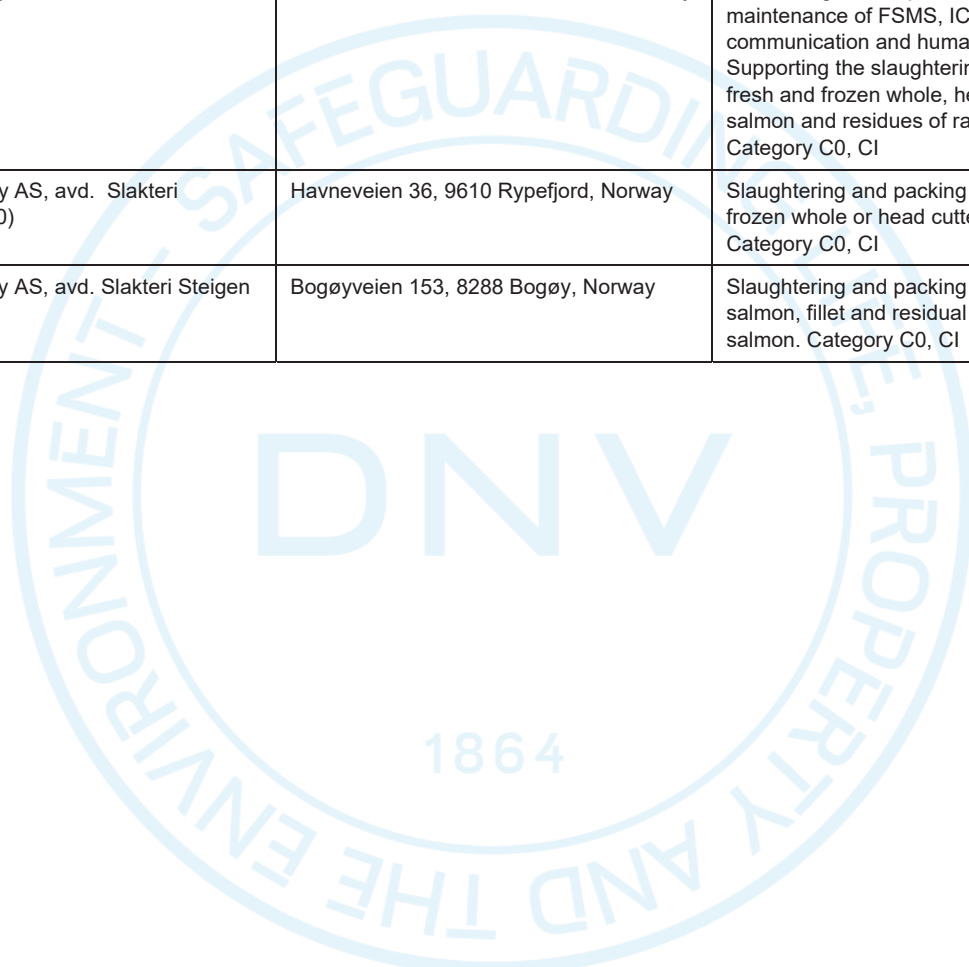 maintenance of FSMS, IC
communication and huma
Supporting the slaughterin
fresh and frozen whole, he
salmon and residues of ra
Category C0, CI
y AS, avd.  Slakteri
0)
Havneveien 36, 9610 Rypefjord, Norway
Slaughtering and packing
frozen whole or head cutte
Category C0, CI
y AS, avd. Slakteri Steigen
Bogøyveien 153, 8288 Bogøy, Norway
Slaughtering and packing
salmon, fillet and residual
salmon. Category C0, CI
SAFEGUARDING LIFE, PROPERTY AND THE ENVIRONMENT –
DNV
1864